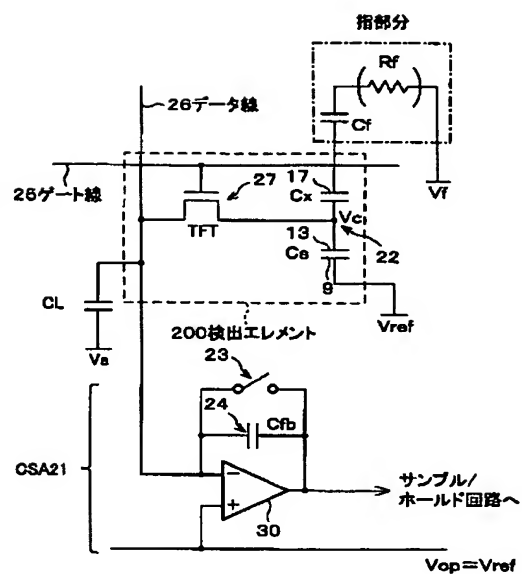 指部分
Rf
Cf
Vf
26データ線
25ゲート線
27
TFT
17
Cx
Vc
13
Cs
9
22
Vref
CL
Va
200検出エレメント
23
24
Cfb
CSA21
−
+
30
サンプル/
ホールド回路へ
Vop=Vref